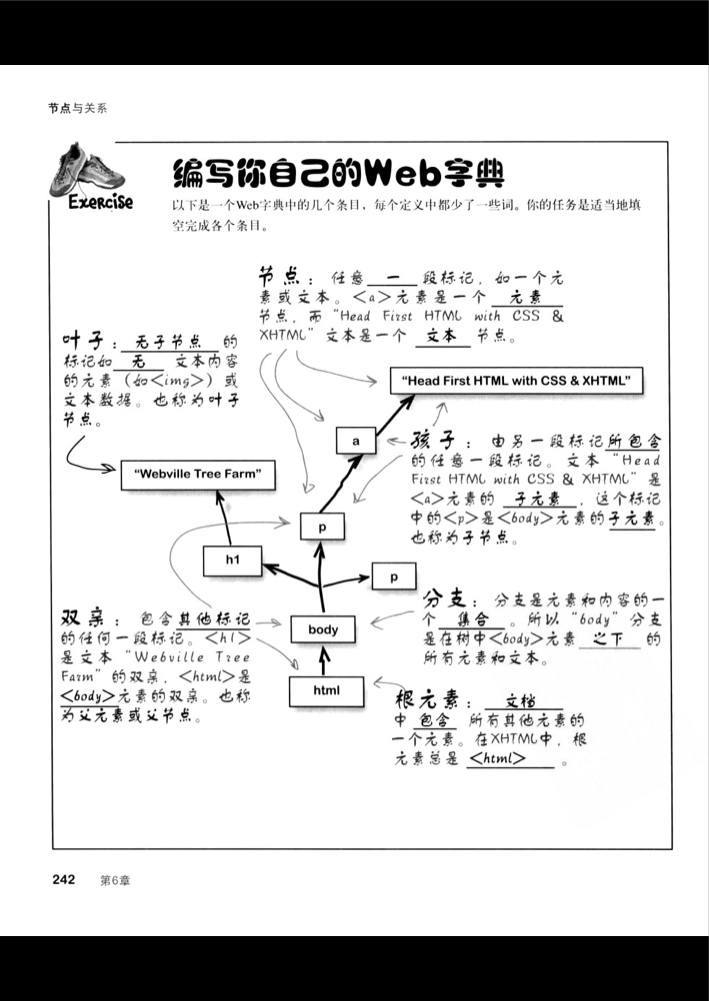 节点与关系
Exercise
编写你自己的Web字典
以下是一个Web字典中的几个条目，每个定义中都少了一些词。你的任务是适当地填
空完成各个条目。
节点：任意 一 段标记，如一个元
素或文本。<a>元素是一个 元素
节点，而“Head First HTML with CSS &
XHTML”文本是一个 文本 节点。
叶子：无子节点 的
标记如 无 文本内容
的元素（如<img>）或
文本数据。也称为叶子
节点。
“Head First HTML with CSS & XHTML”
a
孩子：由另一段标记所包含
的任意一段标记。文本“Head
First HTML with CSS & XHTML”是
<a>元素的 子元素，这个标记
中的<p>是<body>元素的子元素。
也称为子节点。
“Webville Tree Farm”
p
h1
p
双亲：包含其他标记
的任何一段标记。<h1>
是文本“Webville Tree
Farm”的双亲，<html>是
<body>元素的双亲。也称
为父元素或父节点。
body
html
分支：分支是元素和内容的一
个 集合。所以“body”分支
是在树中<body>元素 之下 的
所有元素和文本。
根元素：文档
中 包含 所有其他元素的
一个元素。在XHTML中，根
元素总是 <html> 。
242 第6章